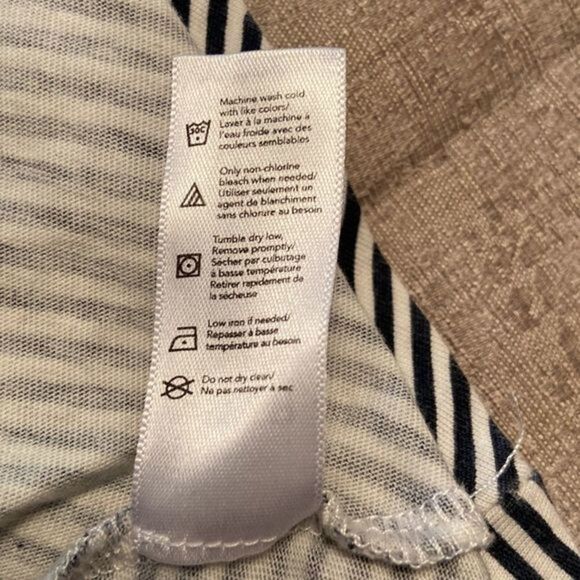 Machine wash cold
with like colors/
Laver à la machine à
l'eau froide avec des
couleurs semblables
30C
Only non-chlorine
bleach when needed/
Utiliser seulement un
agent de blanchiment
sans chlorure au besoin
Tumble dry low,
Remove promptly/
Sécher par culbutage
à basse température
Retirer rapidement de
la sécheuse
Low iron if needed/
Repasser à basse
température au besoin
Do not dry clean/
Ne pas nettoyer à sec